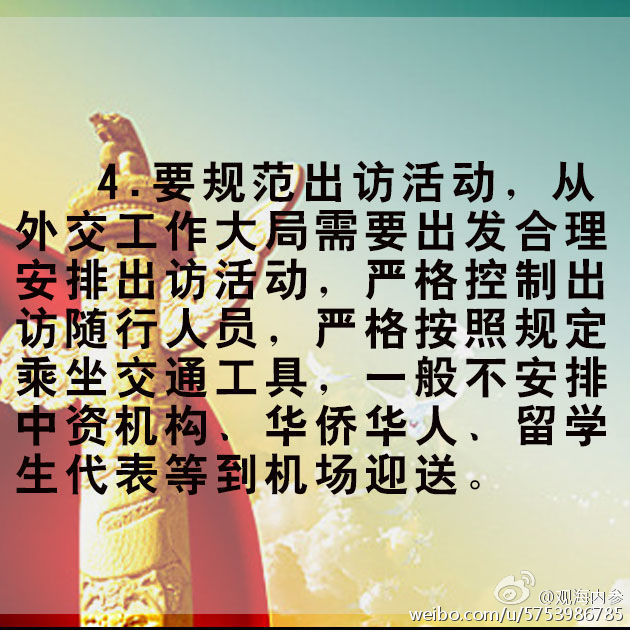 4.要规范出访活动，从
外交工作大局需要出发合理
安排出访活动，严格控制出
访随行人员，严格按照规定
乘坐交通工具，一般不安排
中资机构、华侨华人、留学
生代表等到机场迎送。
@观海内参
weibo.com/u/5753986785